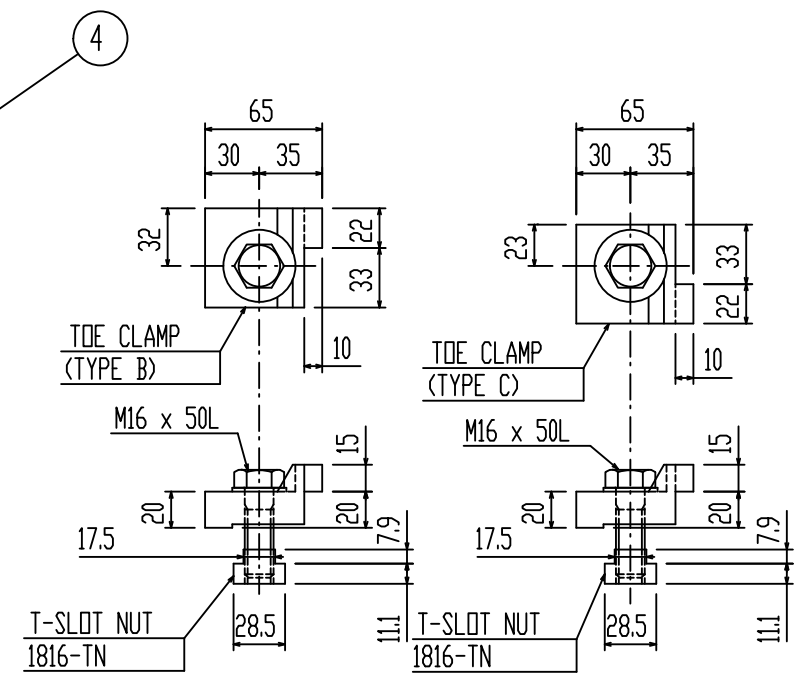 4
65
30 35
32
22
33
10
TOE CLAMP
(TYPE B)
M16 x 50L
15
20
20
17.5
7.9
11.1
28.5
T-SLOT NUT
1816-TN
65
30 35
23
33
22
10
TOE CLAMP
(TYPE C)
M16 x 50L
15
20
20
17.5
7.9
11.1
28.5
T-SLOT NUT
1816-TN